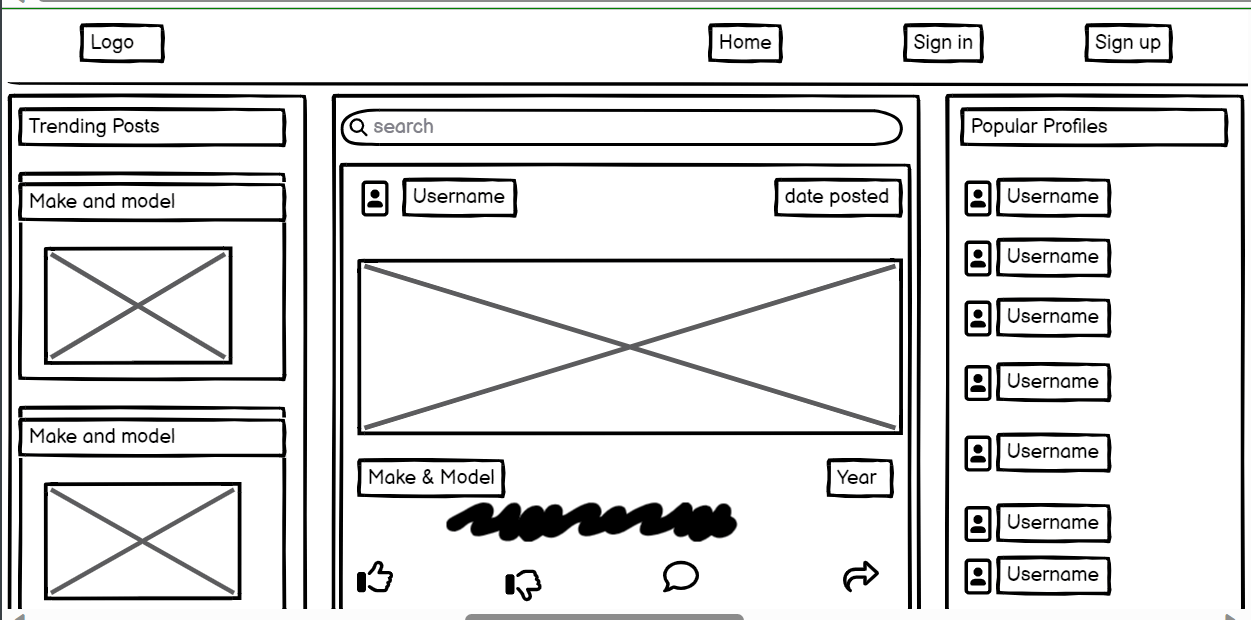 Logo
Home
Sign in
Sign up
Trending Posts
Make and model
Make and model
search
Username
date posted
Make & Model
Year
Popular Profiles
Username
Username
Username
Username
Username
Username
Username